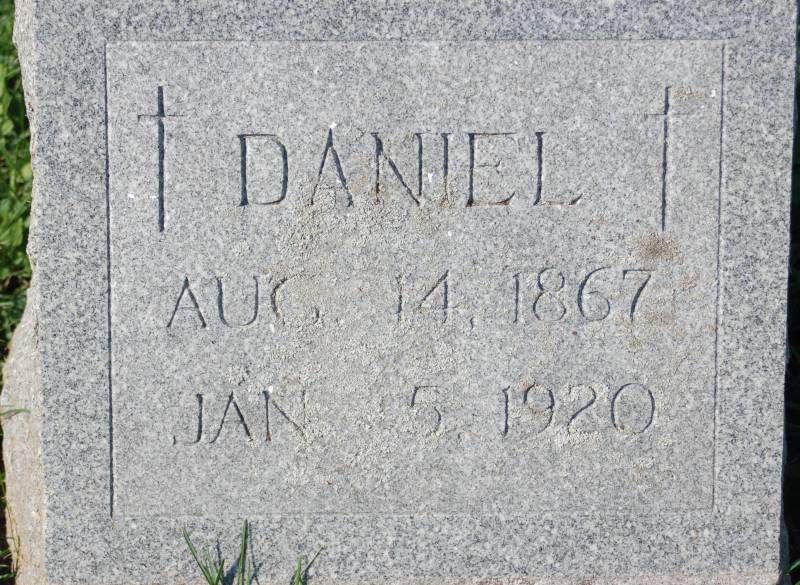 DANIEL
AUG. 14, 1867
JAN. 5, 1920